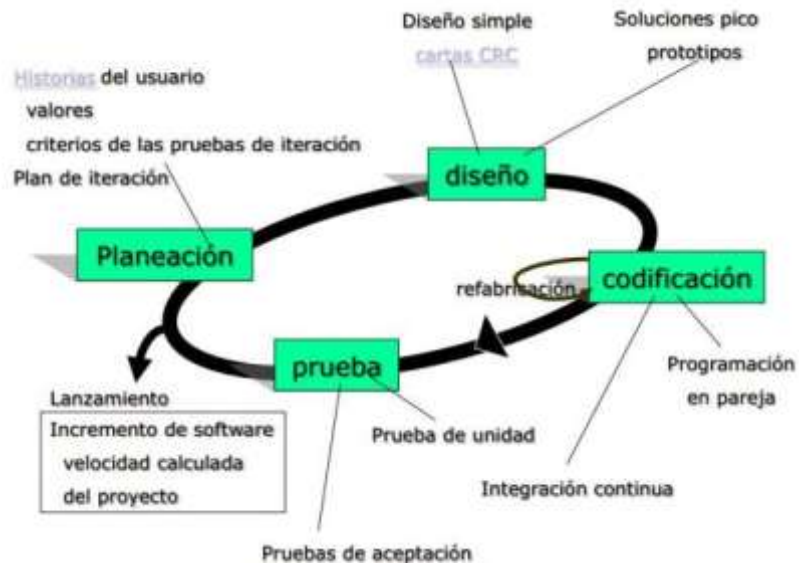 Diseño simple
cartas CRC
Soluciones pico
prototipos
Historias del usuario
valores
criterios de las pruebas de iteración
Plan de iteración
diseño
Planeación
codificación
refabricación
prueba
Programación
en pareja
Lanzamiento
Incremento de software
velocidad calculada
del proyecto
Prueba de unidad
Integración continua
Pruebas de aceptación